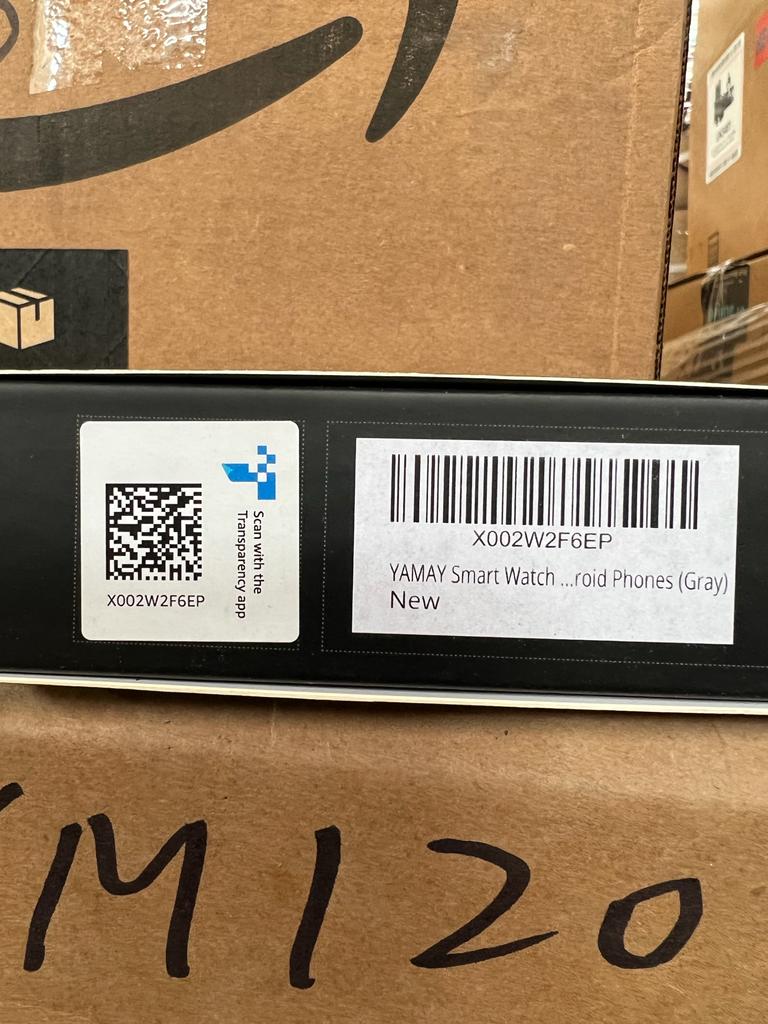 X002W2F6EP
Scan with the
Transparency app
X002W2F6EP
YAMAY Smart Watch ...roid Phones (Gray)
New
M120